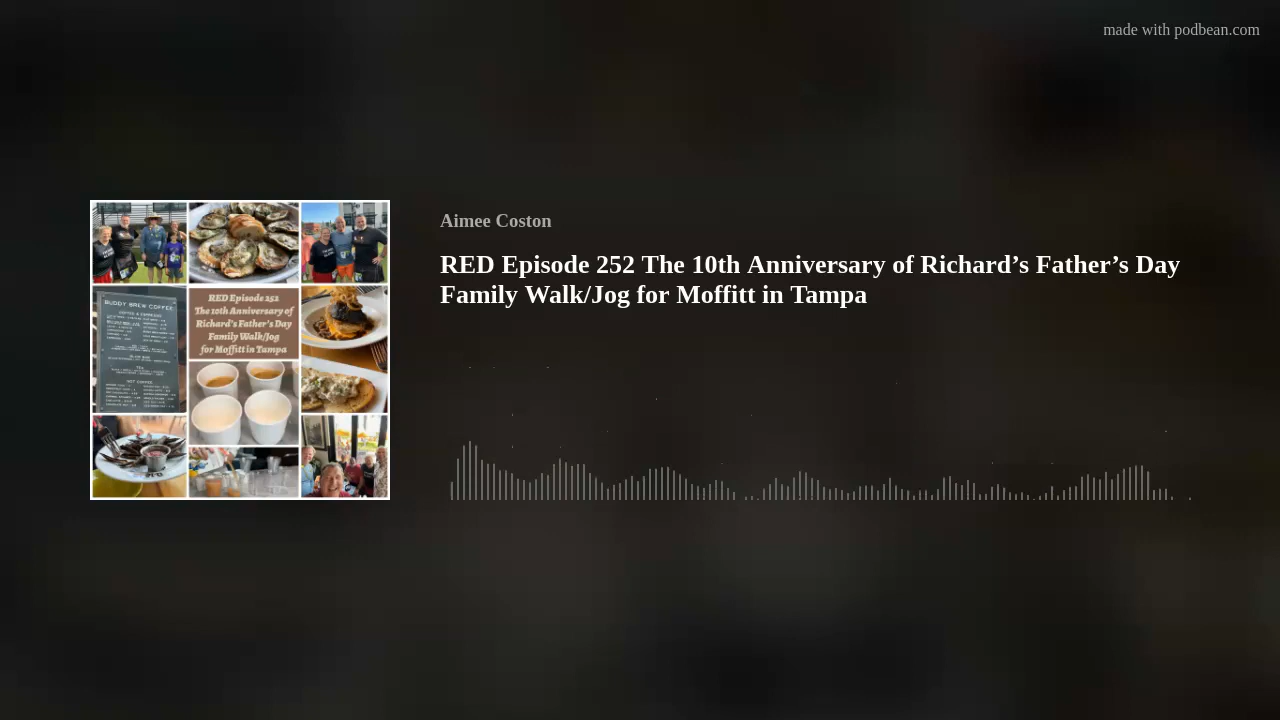 made with podbean.com
Aimee Coston
RED Episode 252 The 10th Anniversary of Richard’s Father’s Day
Family Walk/Jog for Moffitt in Tampa
RED Episode 252
The 10th Anniversary of
Richard's Father's Day
Family Walk/Jog
for Moffitt in Tampa
BUDDY BREW COFFEE